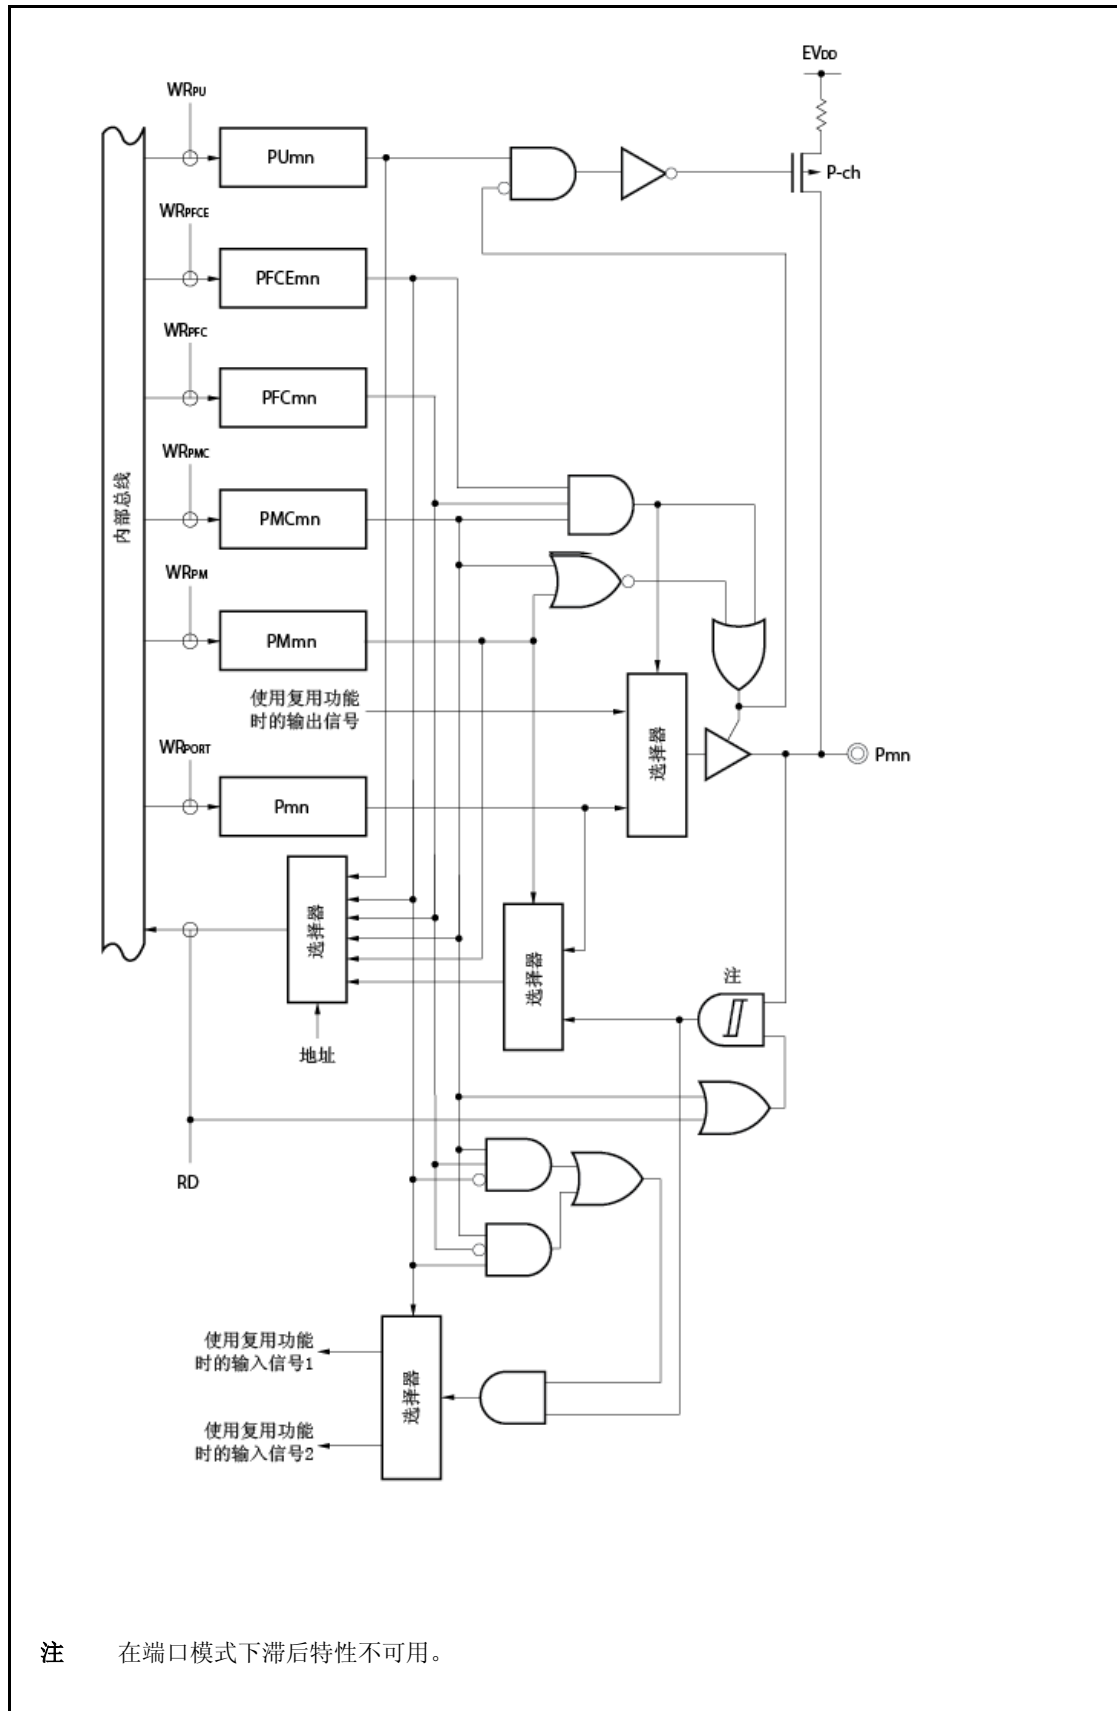 EVDD
WRPU
PUmn
P-ch
WRPFCE
PFCEmn
WRPFC
PFCmn
WRPMC
内部总线
PMCmn
WRPM
PMmn
使用复用功能
时的输出信号
选择器
WRPORT
Pmn
Pmn
选择器
选择器
注
地址
RD
使用复用功能
时的输入信号1
选择器
使用复用功能
时的输入信号2
注 在端口模式下滞后特性不可用。